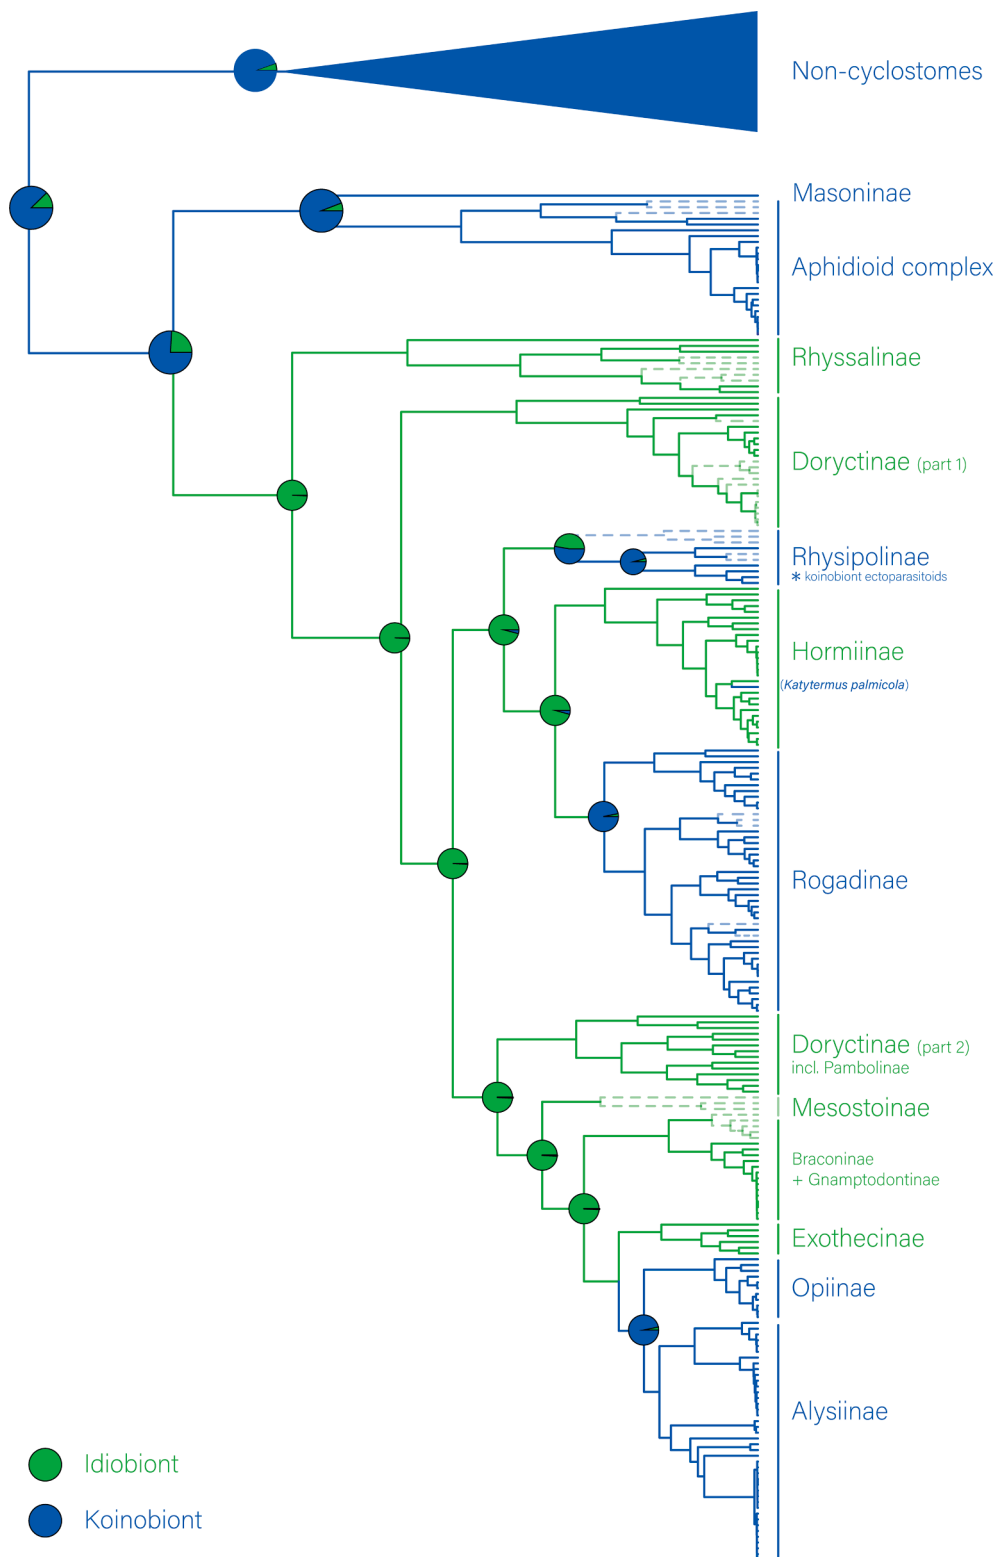 Non-cyclostomes
Masoninae
Aphidioid complex
Rhyssalinae
Doryctinae (part 1)
Rhysipolinae
* koinobiont ectoparasitoids
Hormiinae
(Katytermus palmicola)
Rogadinae
Doryctinae (part 2)
incl. Pambolinae
Mesostoinae
Braconinae
+ Gnamptodontinae
Exothecinae
Opiinae
Alysiinae
Idiobiont
Koinobiont